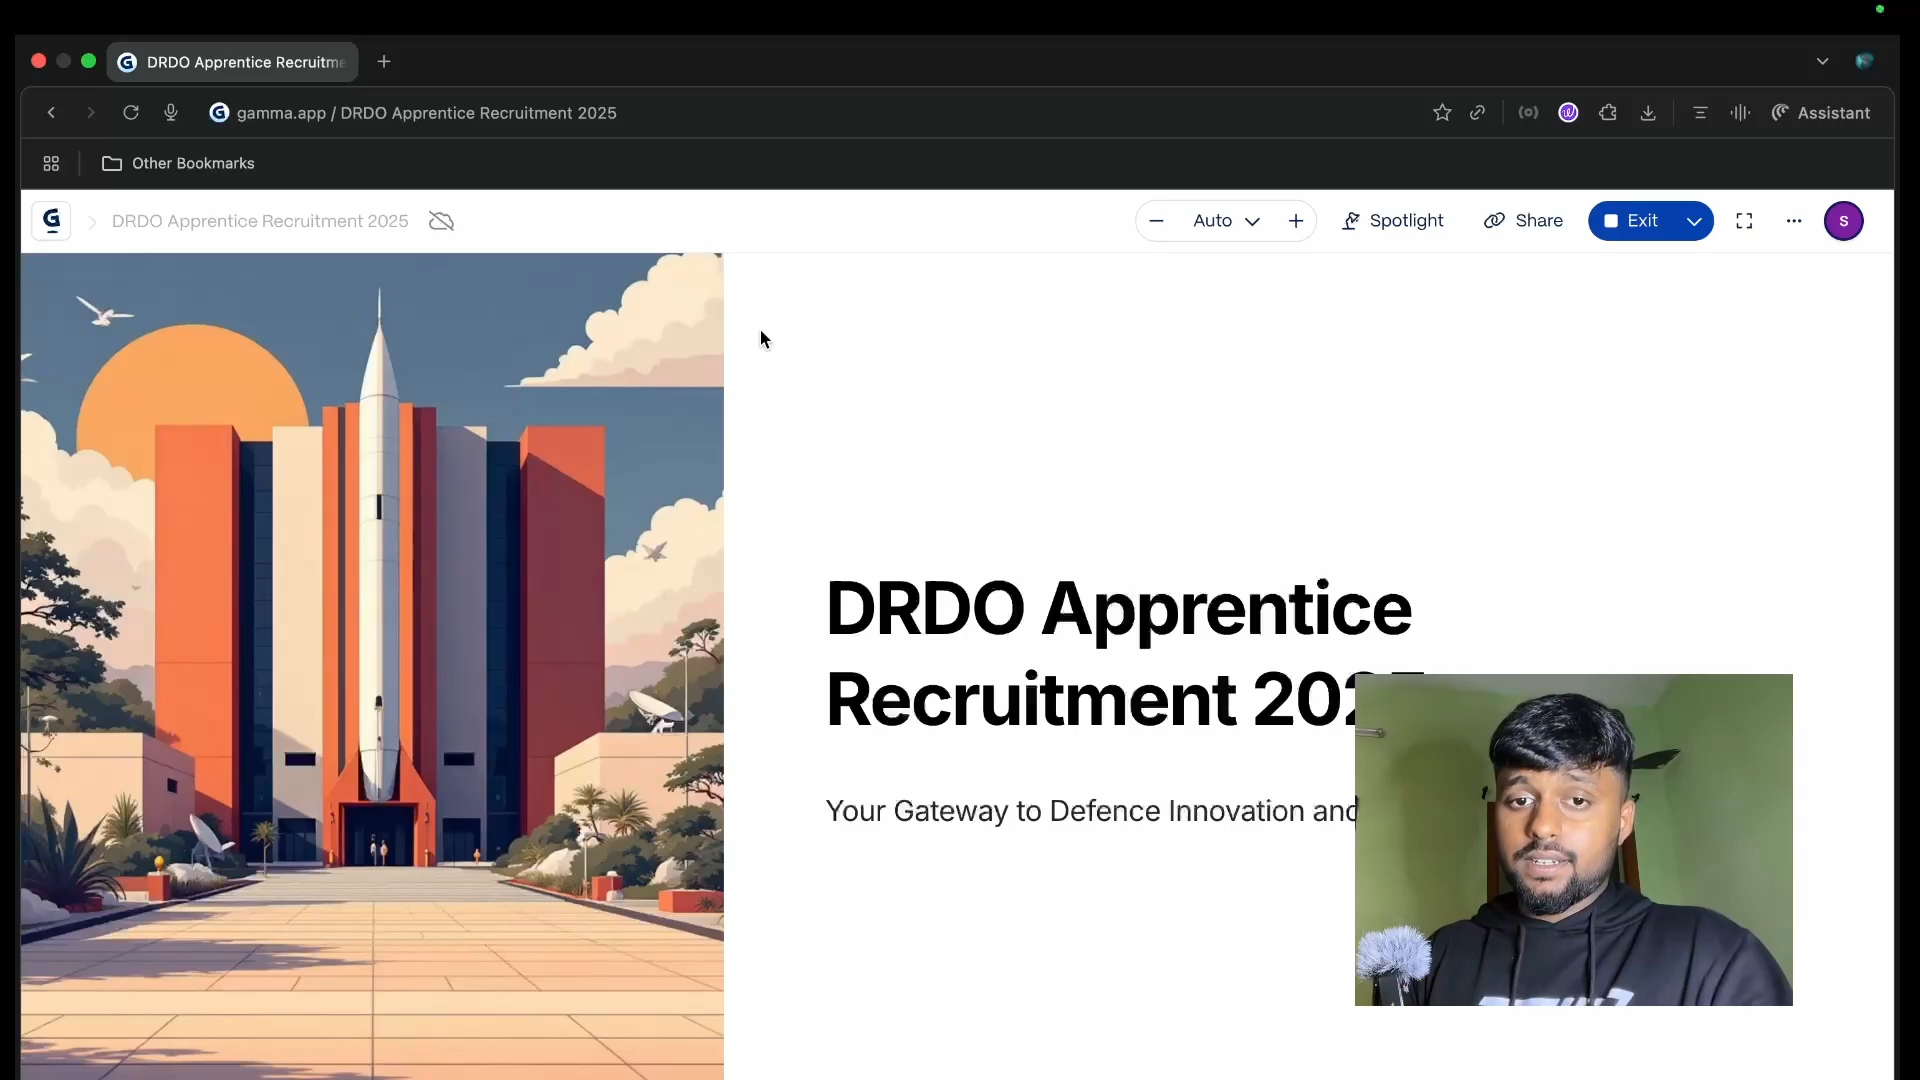 DRDO Apprentice Recruitme
gamma.app / DRDO Apprentice Recruitment 2025
Assistant
Other Bookmarks
DRDO Apprentice Recruitment 2025
Auto
Spotlight
Share
Exit
S
DRDO Apprentice
Recruitment 202
Your Gateway to Defence Innovation and